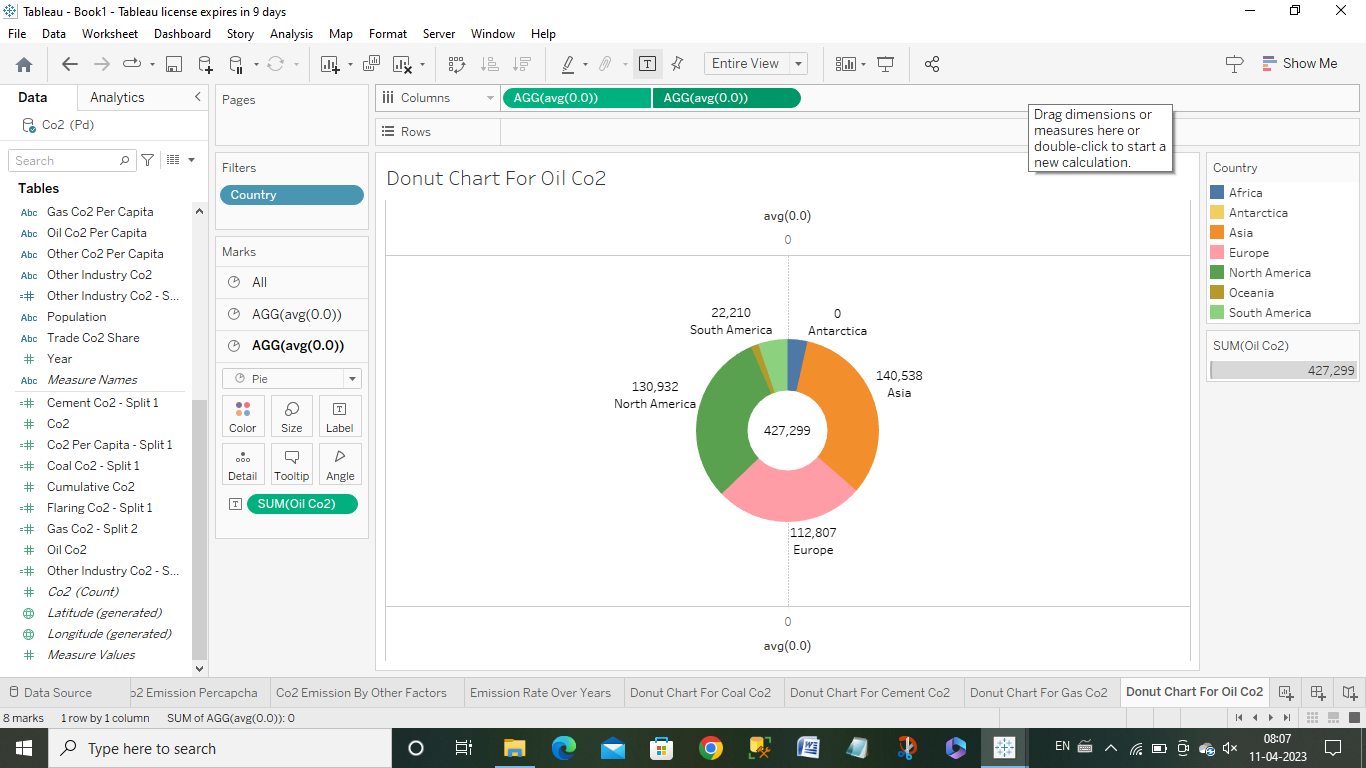 Tableau - Book1 - Tableau license expires in 9 days
File Data Worksheet Dashboard Story Analysis Map Format Server Window Help
Entire View
Show Me
Data Analytics
Co2 (Pd)
Search
Tables
Abc Gas Co2 Per Capita
Abc Oil Co2 Per Capita
Abc Other Co2 Per Capita
Abc Other Industry Co2
=# Other Industry Co2 - S...
Abc Population
Abc Trade Co2 Share
# Year
Abc Measure Names
=# Cement Co2 - Split 1
# Co2
=# Co2 Per Capita - Split 1
=# Coal Co2 - Split 1
# Cumulative Co2
=# Flaring Co2 - Split 1
=# Gas Co2 - Split 2
# Oil Co2
=# Other Industry Co2 - S...
# Co2 (Count)
Latitude (generated)
Longitude (generated)
# Measure Values
Pages
Filters
Country
Marks
All
AGG(avg(0.0))
AGG(avg(0.0))
Pie
Color Size Label
Detail Tooltip Angle
SUM(Oil Co2)
Columns AGG(avg(0.0)) AGG(avg(0.0))
Rows
Drag dimensions or
measures here or
double-click to start a
new calculation.
Donut Chart For Oil Co2
avg(0.0)
0
22,210
South America
0
Antarctica
140,538
Asia
130,932
North America
427,299
112,807
Europe
0
avg(0.0)
Country
Africa
Antarctica
Asia
Europe
North America
Oceania
South America
SUM(Oil Co2)
427,299
Data Source o2 Emission Percapcha Co2 Emission By Other Factors Emission Rate Over Years Donut Chart For Coal Co2 Donut Chart For Cement Co2 Donut Chart For Gas Co2 Donut Chart For Oil Co2
8 marks 1 row by 1 column SUM of AGG(avg(0.0)): 0
Type here to search
EN
08:07
11-04-2023